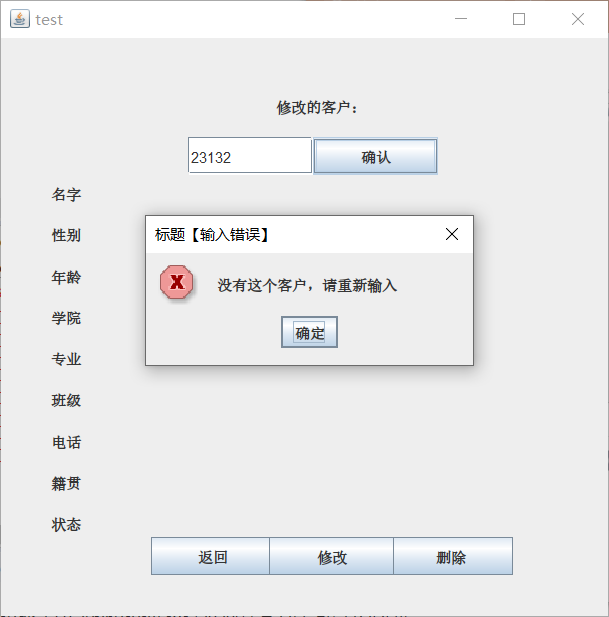 test
修改的客户：
23132
确认
名字
性别
标题【输入错误】
年龄
没有这个客户，请重新输入
学院
确定
专业
班级
电话
籍贯
状态
返回
修改
删除